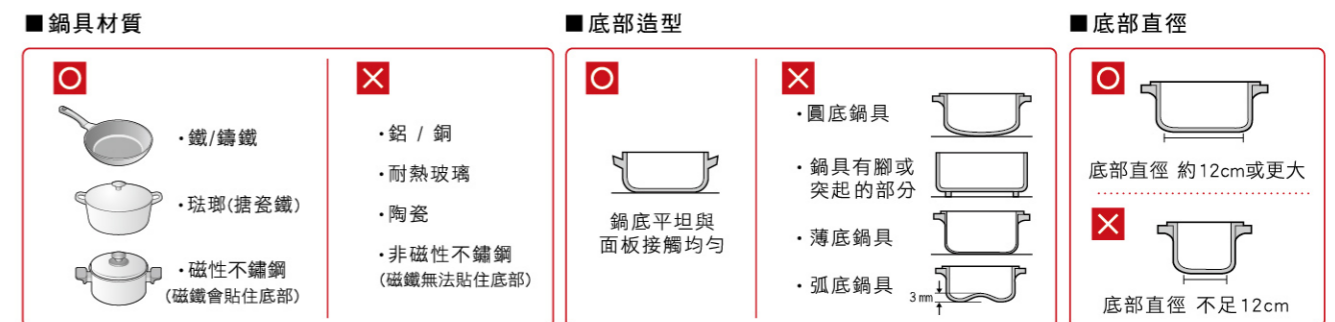 ■鍋具材質
・鐵/鑄鐵
・琺瑯(搪瓷鐵)
・磁性不鏽鋼
(磁鐵會貼住底部)
・鋁 / 銅
・耐熱玻璃
・陶瓷
・非磁性不鏽鋼
(磁鐵無法貼住底部)
■底部造型
鍋底平坦與
面板接觸均勻
・圓底鍋具
・鍋具有腳或
突起的部分
・薄底鍋具
・弧底鍋具
3mm
■底部直徑
底部直徑 約12cm或更大
底部直徑 不足12cm